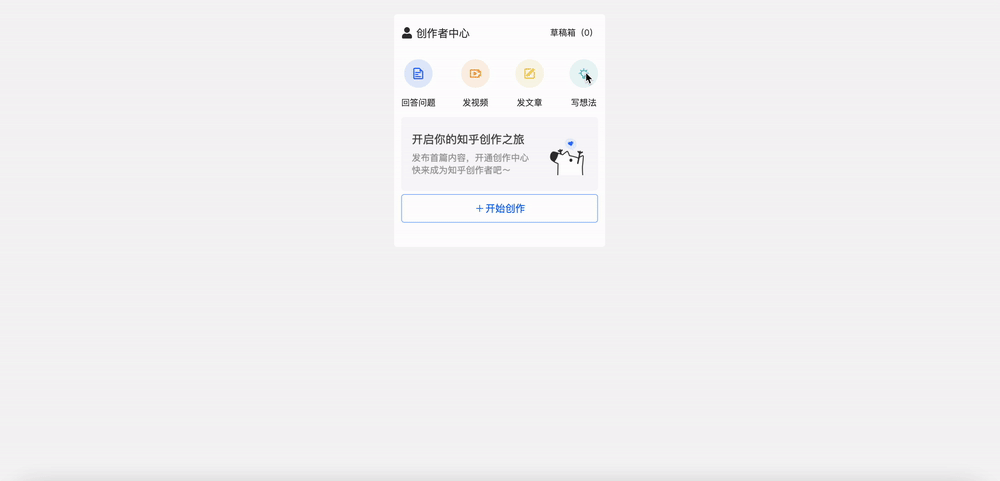 创作者中心 草稿箱（0）
回答问题 发视频 发文章 写想法
开启你的知乎创作之旅
发布首篇内容，开通创作中心
快来成为知乎创作者吧～
＋开始创作